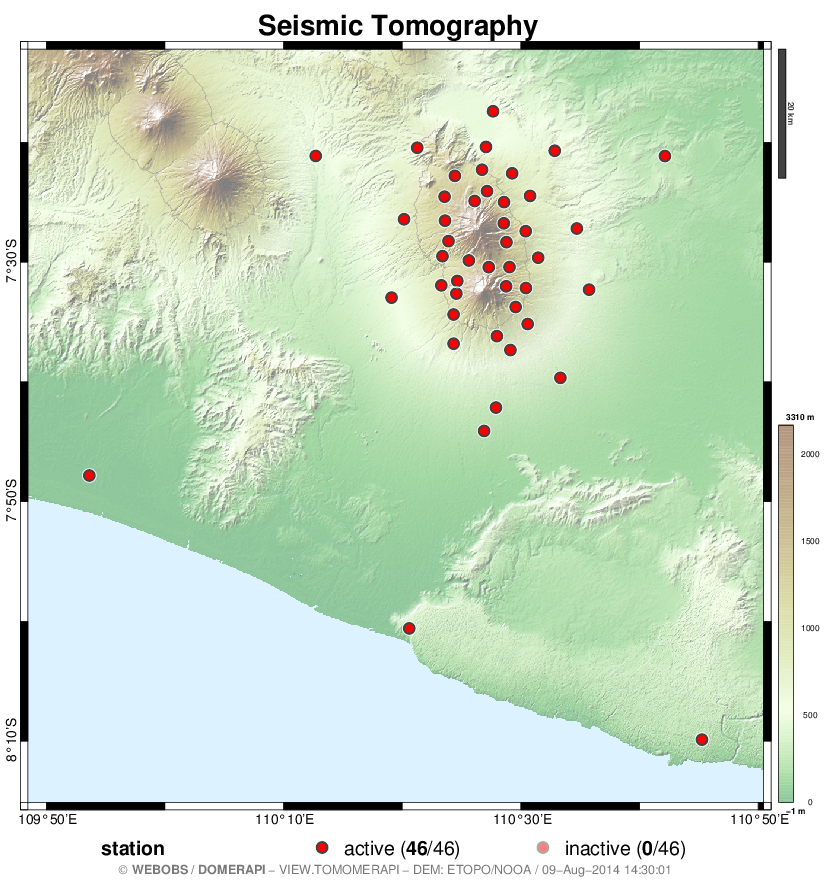 Seismic Tomography
20 km
7°30'S
3310 m
2000
1500
7°50'S
1000
500
8°10'S
0
−1 m
109°50'E
110°10'E
110°30'E
110°50'E
station
active (46/46)
inactive (0/46)
© WEBOBS / DOMERAPI − VIEW.TOMOMERAPI − DEM: ETOPO/NOOA / 09−Aug−2014 14:30:01